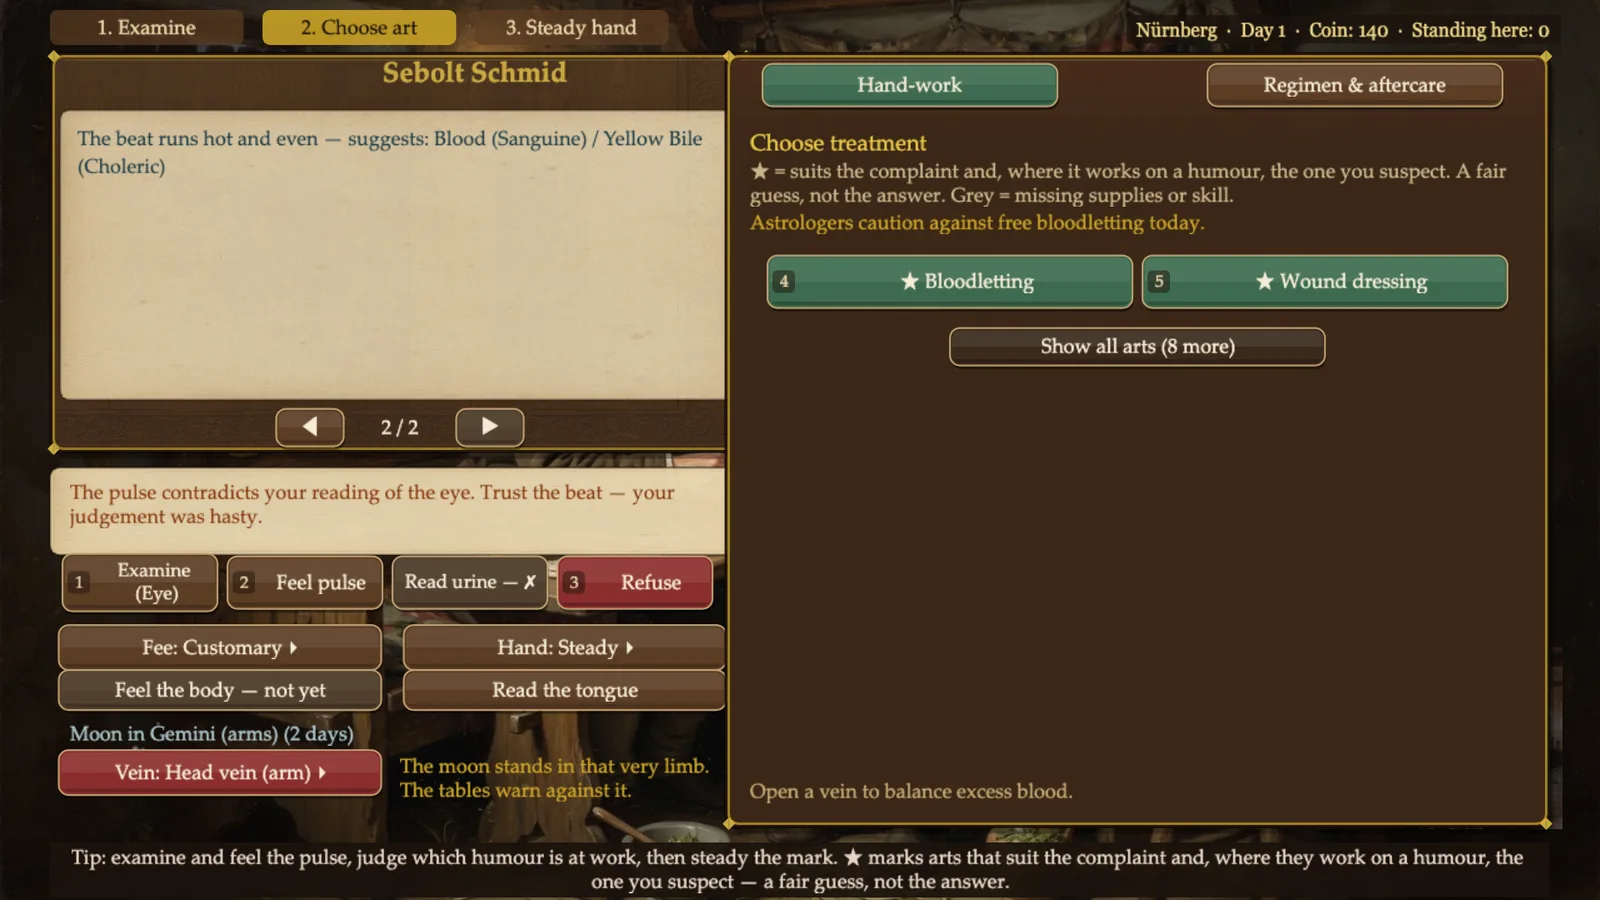 1. Examine
2. Choose art
3. Steady hand
Nürnberg · Day 1 · Coin: 140 · Standing here: 0
Sebolt Schmid
The beat runs hot and even — suggests: Blood (Sanguine) / Yellow Bile
(Choleric)
◀ 2 / 2 ▶
The pulse contradicts your reading of the eye. Trust the beat — your
judgement was hasty.
1 Examine
(Eye)
2 Feel pulse
Read urine — ✗
3 Refuse
Fee: Customary ▸
Hand: Steady ▸
Feel the body — not yet
Read the tongue
Moon in Gemini (arms) (2 days)
Vein: Head vein (arm) ▸
The moon stands in that very limb.
The tables warn against it.
Hand-work
Regimen & aftercare
Choose treatment
★ = suits the complaint and, where it works on a humour, the one you suspect. A fair
guess, not the answer. Grey = missing supplies or skill.
Astrologers caution against free bloodletting today.
4 ★ Bloodletting
5 ★ Wound dressing
Show all arts (8 more)
Open a vein to balance excess blood.
Tip: examine and feel the pulse, judge which humour is at work, then steady the mark. ★ marks arts that suit the complaint and, where they work on a humour, the
one you suspect — a fair guess, not the answer.